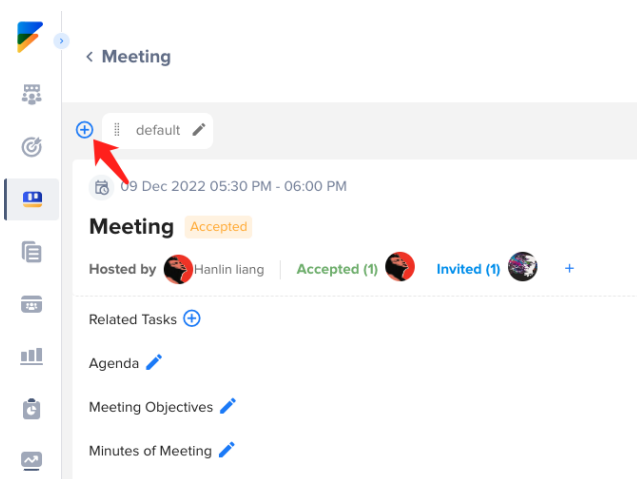 Meeting
default
09 Dec 2022 05:30 PM - 06:00 PM
Meeting Accepted
Hosted by Hanlin liang Accepted (1) Invited (1) +
Related Tasks
Agenda
Meeting Objectives
Minutes of Meeting